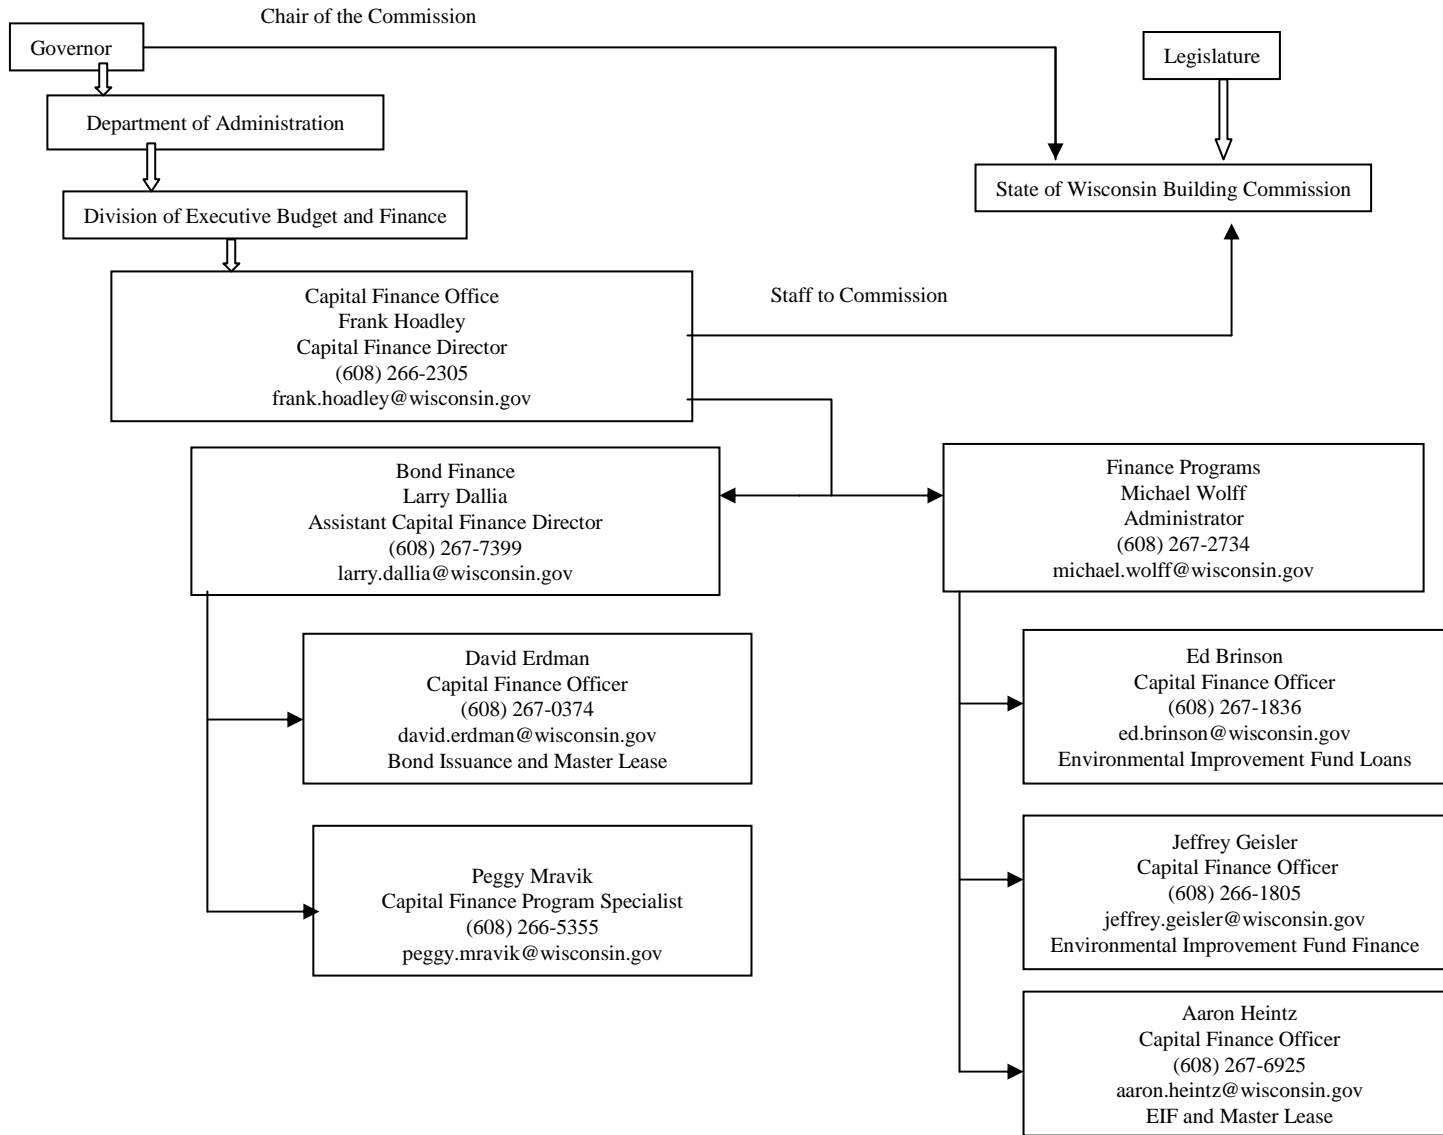 Chair of the Commission
Governor
Legislature
Department of Administration
State of Wisconsin Building Commission
Division of Executive Budget and Finance
Capital Finance Office
Frank Hoadley
Capital Finance Director
(608) 266-2305
frank.hoadley@wisconsin.gov
Staff to Commission
Bond Finance
Larry Dallia
Assistant Capital Finance Director
(608) 267-7399
larry.dallia@wisconsin.gov
Finance Programs
Michael Wolff
Administrator
(608) 267-2734
michael.wolff@wisconsin.gov
David Erdman
Capital Finance Officer
(608) 267-0374
david.erdman@wisconsin.gov
Bond Issuance and Master Lease
Peggy Mravik
Capital Finance Program Specialist
(608) 266-5355
peggy.mravik@wisconsin.gov
Ed Brinson
Capital Finance Officer
(608) 267-1836
ed.brinson@wisconsin.gov
Environmental Improvement Fund Loans
Jeffrey Geisler
Capital Finance Officer
(608) 266-1805
jeffrey.geisler@wisconsin.gov
Environmental Improvement Fund Finance
Aaron Heintz
Capital Finance Officer
(608) 267-6925
aaron.heintz@wisconsin.gov
EIF and Master Lease